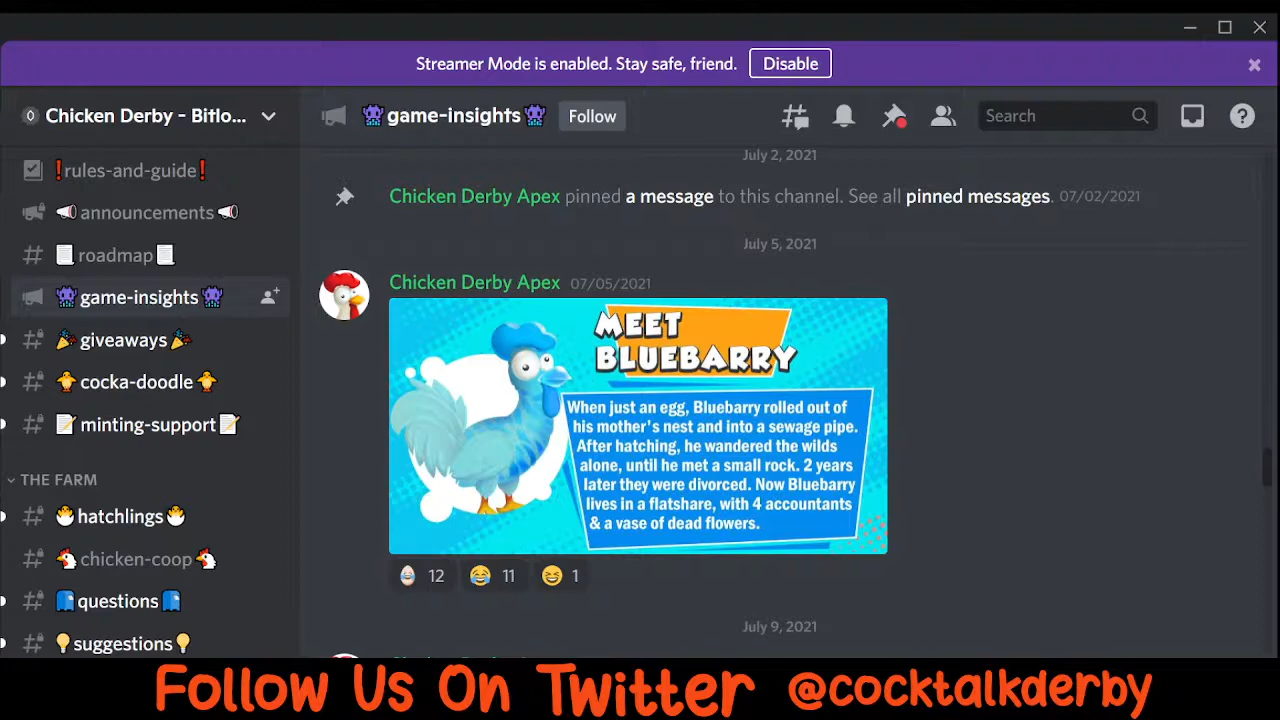 Streamer Mode is enabled. Stay safe, friend. Disable
Chicken Derby - Bitlo...
game-insights
Follow
Search
❗rules-and-guide❗
announcements
roadmap
game-insights
giveaways
cocka-doodle
minting-support
THE FARM
hatchlings
chicken-coop
questions
suggestions
July 2, 2021
Chicken Derby Apex pinned a message to this channel. See all pinned messages. 07/02/2021
July 5, 2021
Chicken Derby Apex 07/05/2021
MEET
BLUEBARRY
When just an egg, Bluebarry rolled out of
his mother's nest and into a sewage pipe.
After hatching, he wandered the wilds
alone, until he met a small rock. 2 years
later they were divorced. Now Bluebarry
lives in a flatshare, with 4 accountants
& a vase of dead flowers.
12 11 1
July 9, 2021
Follow Us On Twitter @cocktalkderby